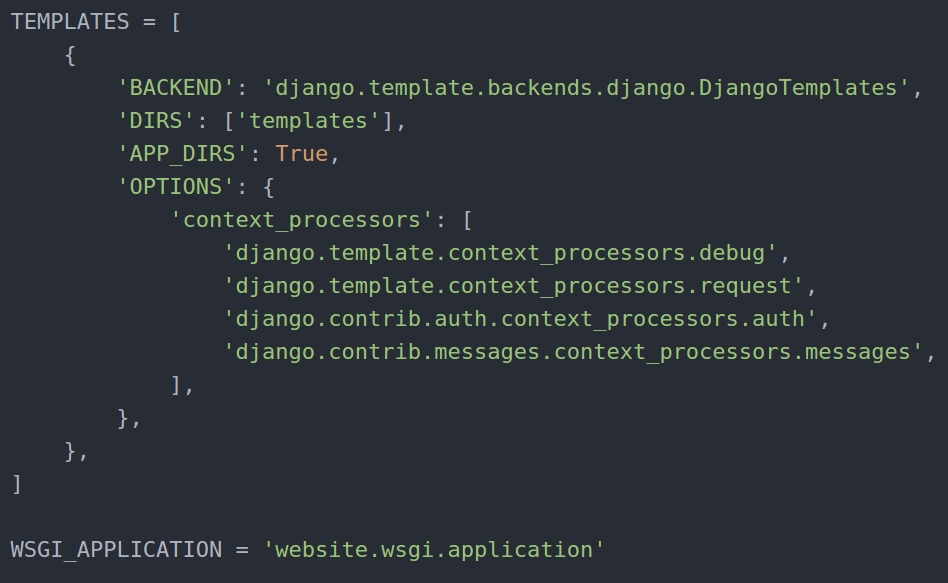 TEMPLATES = [
    {
        'BACKEND': 'django.template.backends.django.DjangoTemplates',
        'DIRS': ['templates'],
        'APP_DIRS': True,
        'OPTIONS': {
            'context_processors': [
                'django.template.context_processors.debug',
                'django.template.context_processors.request',
                'django.contrib.auth.context_processors.auth',
                'django.contrib.messages.context_processors.messages',
            ],
        },
    },
]

WSGI_APPLICATION = 'website.wsgi.application'